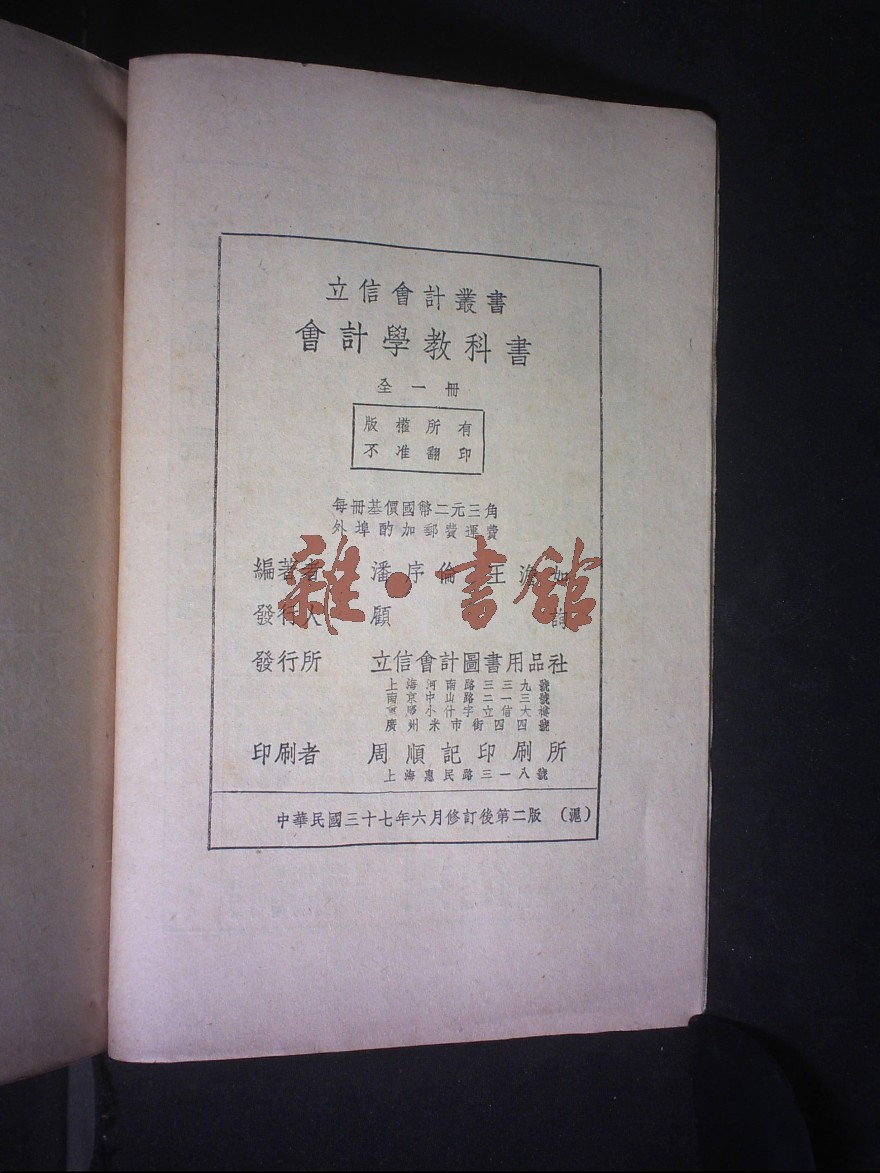 立信會計叢書
會計學教科書
全一冊
版權所有
不准翻印
每冊基價國幣二元三角
外埠酌加郵費運費
編著者 潘序倫 王澹如
發行人 顧詢
發行所 立信會計圖書用品社
上海河南路三三九號
南京中山路二一三號
重慶小什字立信大樓
廣州米市街四四號
印刷者 周順記印刷所
上海惠民路三一八號
中華民國三十七年六月修訂後第二版 (滬)
雜·書館